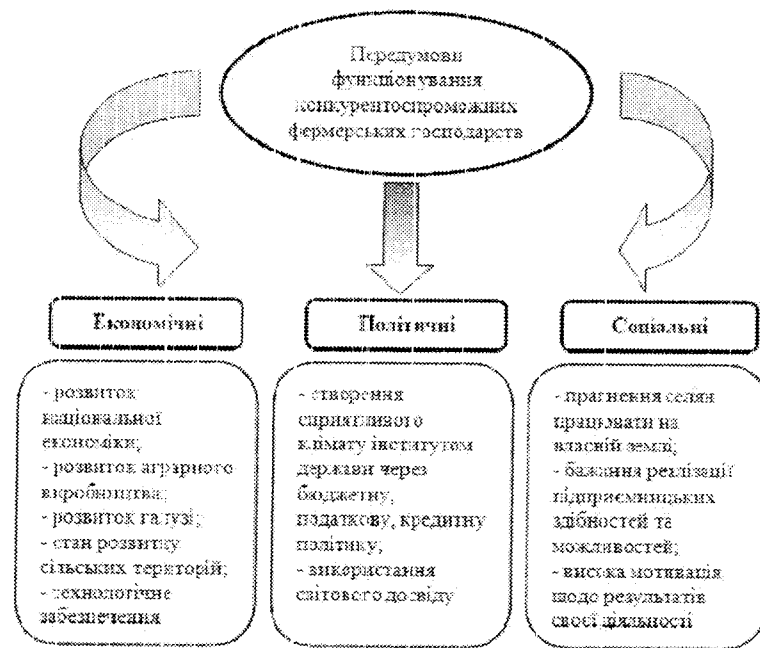 Передумови
функціонування
конкурентоспроможних
фермерських господарств
Економічні
- розвиток
національної
економіки;
- розвиток аграрного
виробництва;
- розвиток галузі;
- стан розвитку
сільських територій;
- технологічне
забезпечення
Політичні
- створення
сприятливого
клімату інститутом
держави через
бюджетну,
податкову, кредитну
політику;
- використання
світового досвіду
Соціальні
- прагнення селян
працювати на
власній землі;
- бажання реалізації
підприємницьких
здібностей та
можливостей;
- висока мотивація
щодо результатів
своєї діяльності